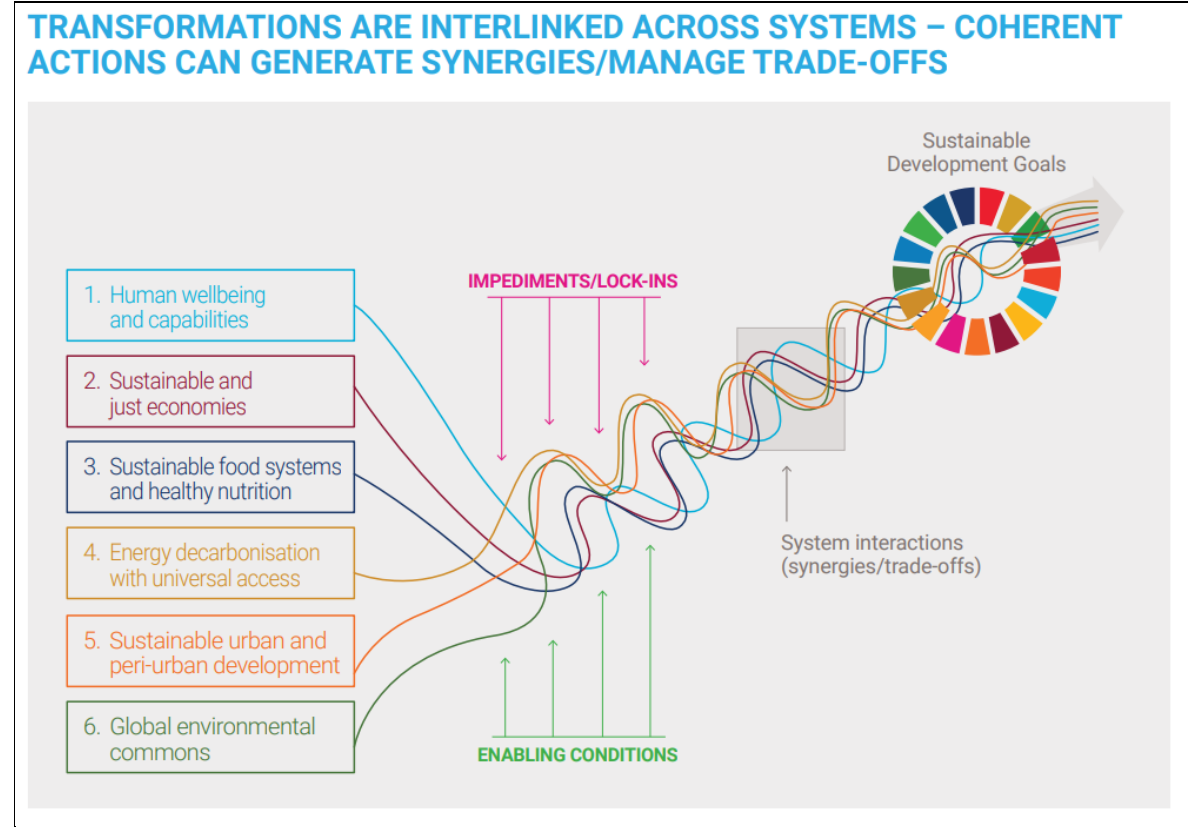 TRANSFORMATIONS ARE INTERLINKED ACROSS SYSTEMS – COHERENT
ACTIONS CAN GENERATE SYNERGIES/MANAGE TRADE-OFFS
Sustainable
Development Goals
IMPEDIMENTS/LOCK-INS
1. Human wellbeing
and capabilities
2. Sustainable and
just economies
3. Sustainable food systems
and healthy nutrition
4. Energy decarbonisation
with universal access
5. Sustainable urban and
peri-urban development
6. Global environmental
commons
System interactions
(synergies/trade-offs)
ENABLING CONDITIONS